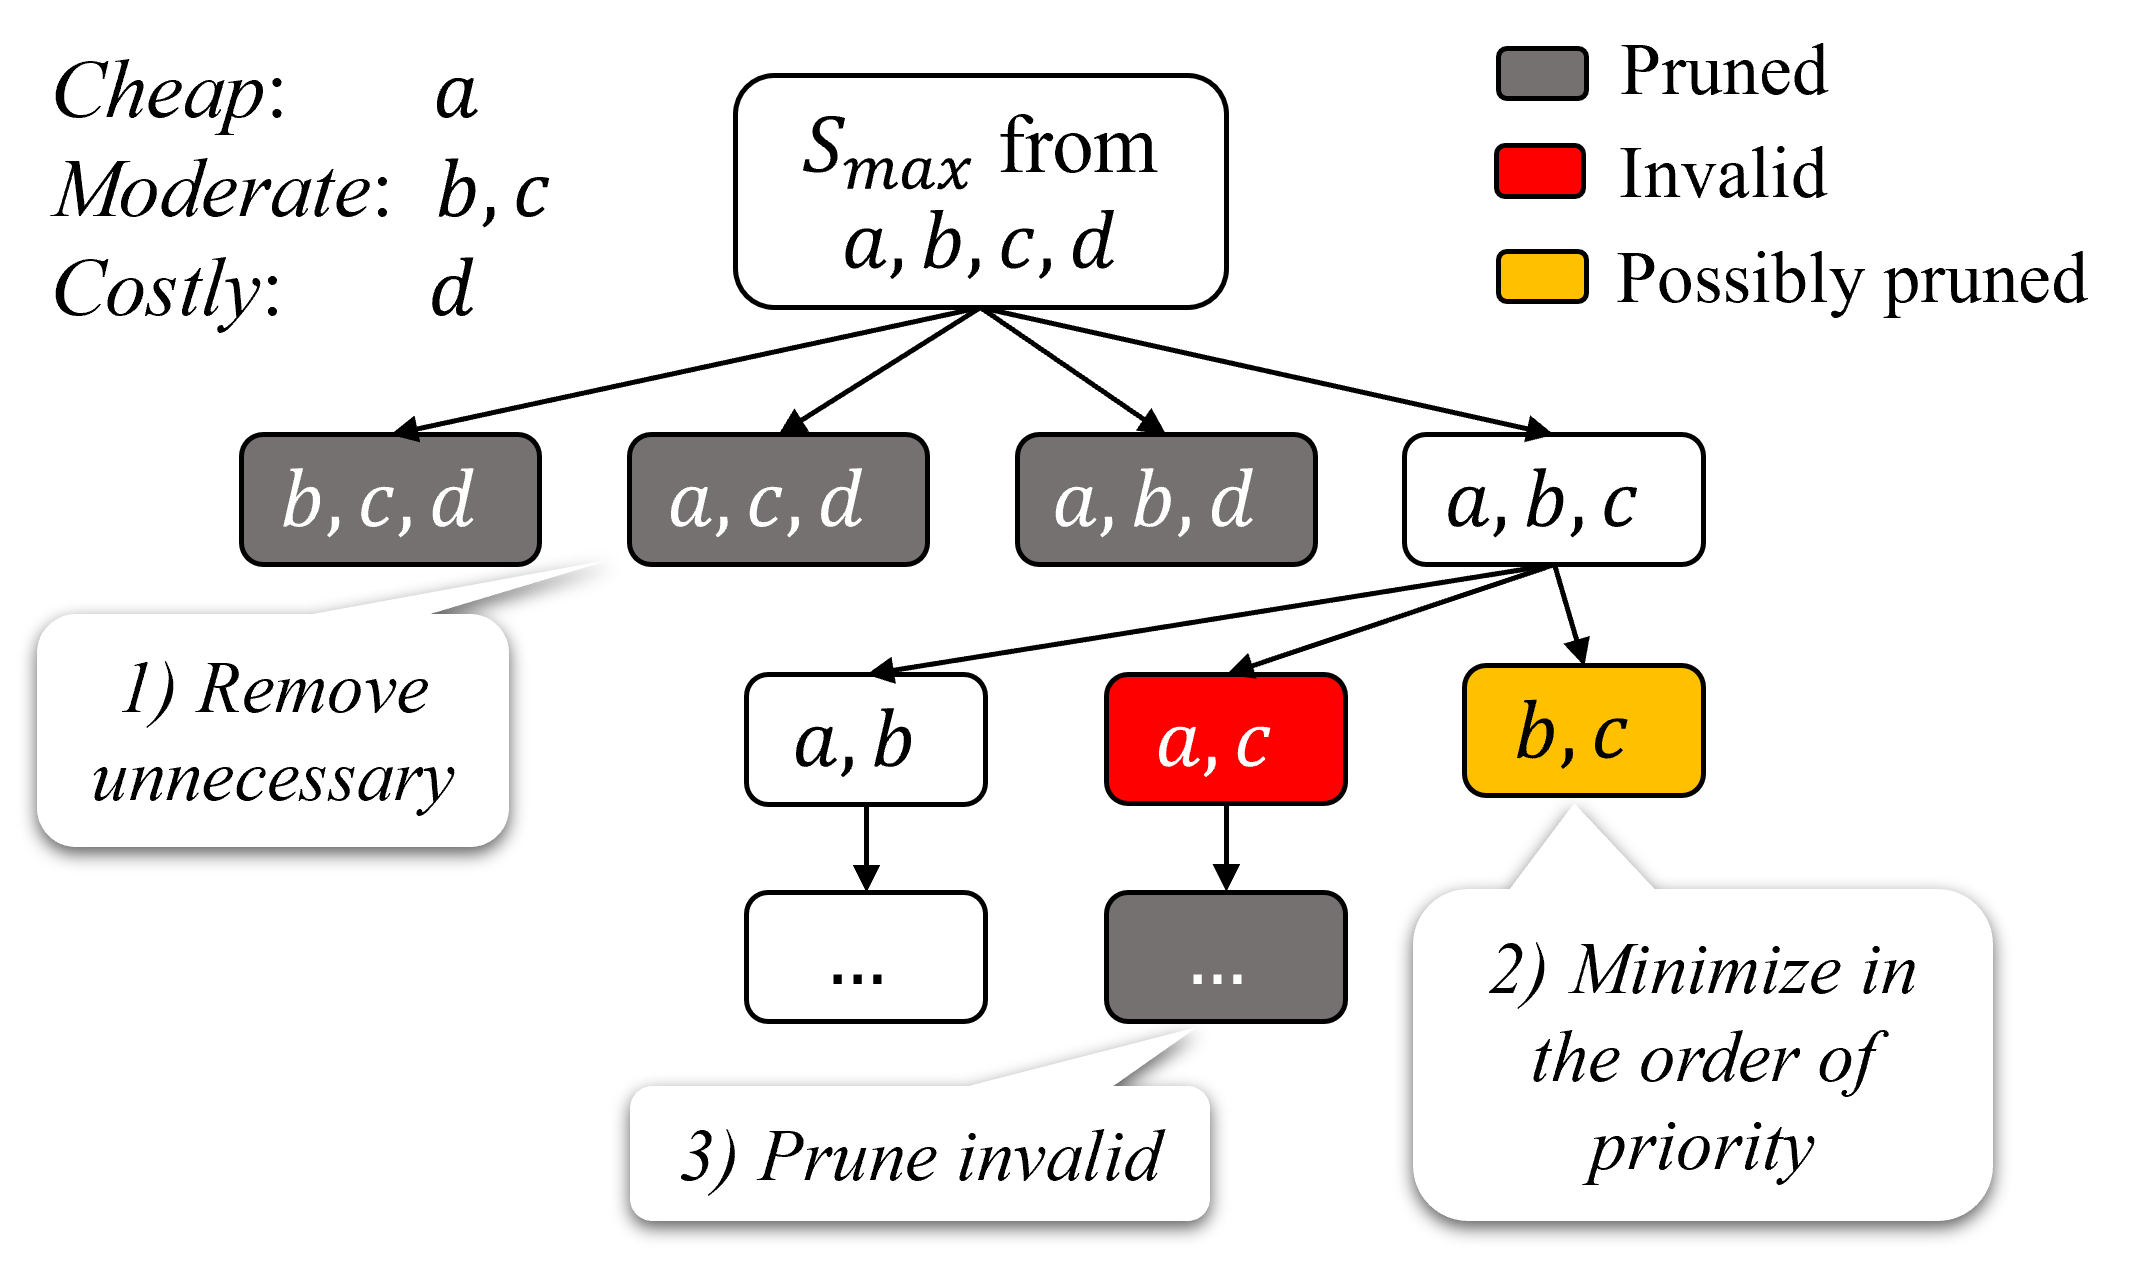 Cheap: a
Moderate: b, c
Costly: d
S_max from
a, b, c, d
Pruned
Invalid
Possibly pruned
b, c, d
a, c, d
a, b, d
a, b, c
1) Remove
unnecessary
a, b
a, c
b, c
...
...
2) Minimize in
the order of
priority
3) Prune invalid